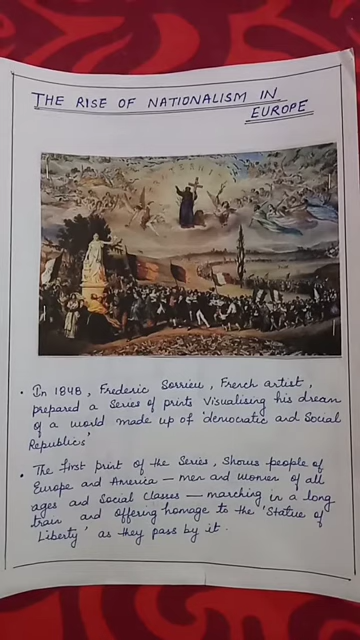 THE RISE OF NATIONALISM IN
EUROPE
• In 1848, Frederic Sorrieu, French artist,
prepared a Series of prints Visualising his dream
of a world made up of 'democratic and Social
Republics'
• The first print of the Series, Shows people of
Europe and America – men and women of all
ages and Social Classes – marching in a long
train and offering homage to the 'Statue of
Liberty' as they pass by it.